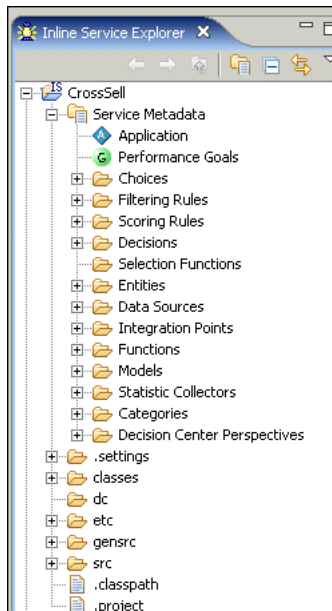 Inline Service Explorer
IS
CrossSell
Service Metadata
A Application
G Performance Goals
Choices
Filtering Rules
Scoring Rules
Decisions
Selection Functions
Entities
Data Sources
Integration Points
Functions
Models
Statistic Collectors
Categories
Decision Center Perspectives
.settings
classes
dc
etc
gensrc
src
.classpath
.project